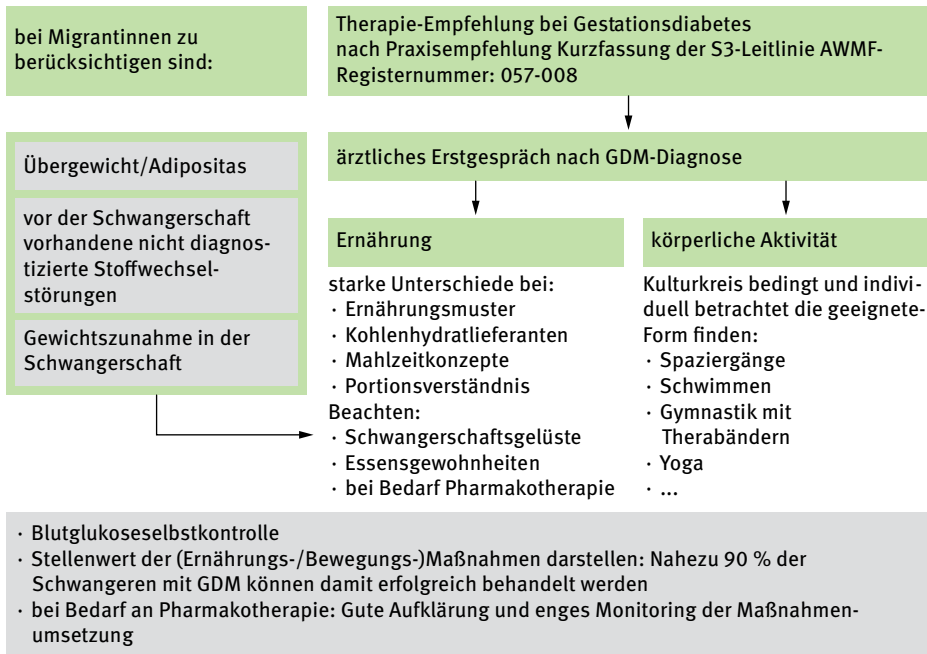 bei Migrantinnen zu
berücksichtigen sind:
Therapie-Empfehlung bei Gestationsdiabetes
nach Praxisempfehlung Kurzfassung der S3-Leitlinie AWMF-
Registernummer: 057-008
Übergewicht/Adipositas
vor der Schwangerschaft
vorhandene nicht diagnos-
tizierte Stoffwechsel-
störungen
Gewichtszunahme in der
Schwangerschaft
ärztliches Erstgespräch nach GDM-Diagnose
Ernährung
starke Unterschiede bei:
· Ernährungsmuster
· Kohlenhydratlieferanten
· Mahlzeitkonzepte
· Portionsverständnis
Beachten:
· Schwangerschaftsgelüste
· Essensgewohnheiten
· bei Bedarf Pharmakotherapie
körperliche Aktivität
Kulturkreis bedingt und indivi-
duell betrachtet die geeignete-
Form finden:
· Spaziergänge
· Schwimmen
· Gymnastik mit
Therabändern
· Yoga
· ...
· Blutglukoseselbstkontrolle
· Stellenwert der (Ernährungs-/Bewegungs-)Maßnahmen darstellen: Nahezu 90 % der
Schwangeren mit GDM können damit erfolgreich behandelt werden
· bei Bedarf an Pharmakotherapie: Gute Aufklärung und enges Monitoring der Maßnahmen-
umsetzung